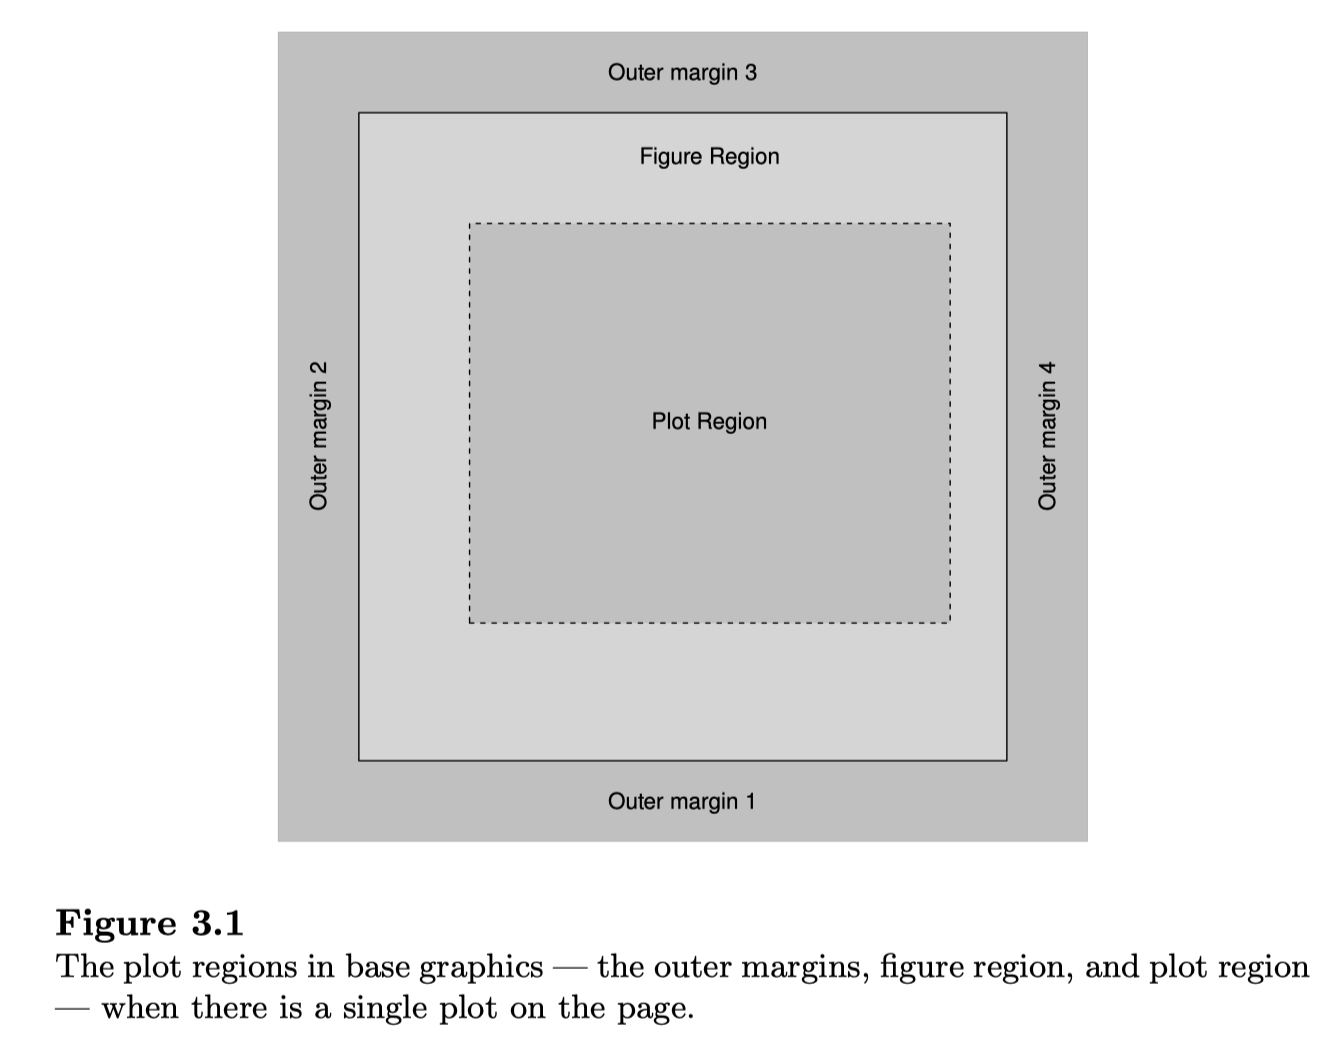 Outer margin 3
Figure Region
Outer margin 2
Plot Region
Outer margin 4
Outer margin 1
Figure 3.1
The plot regions in base graphics — the outer margins, figure region, and plot region
— when there is a single plot on the page.